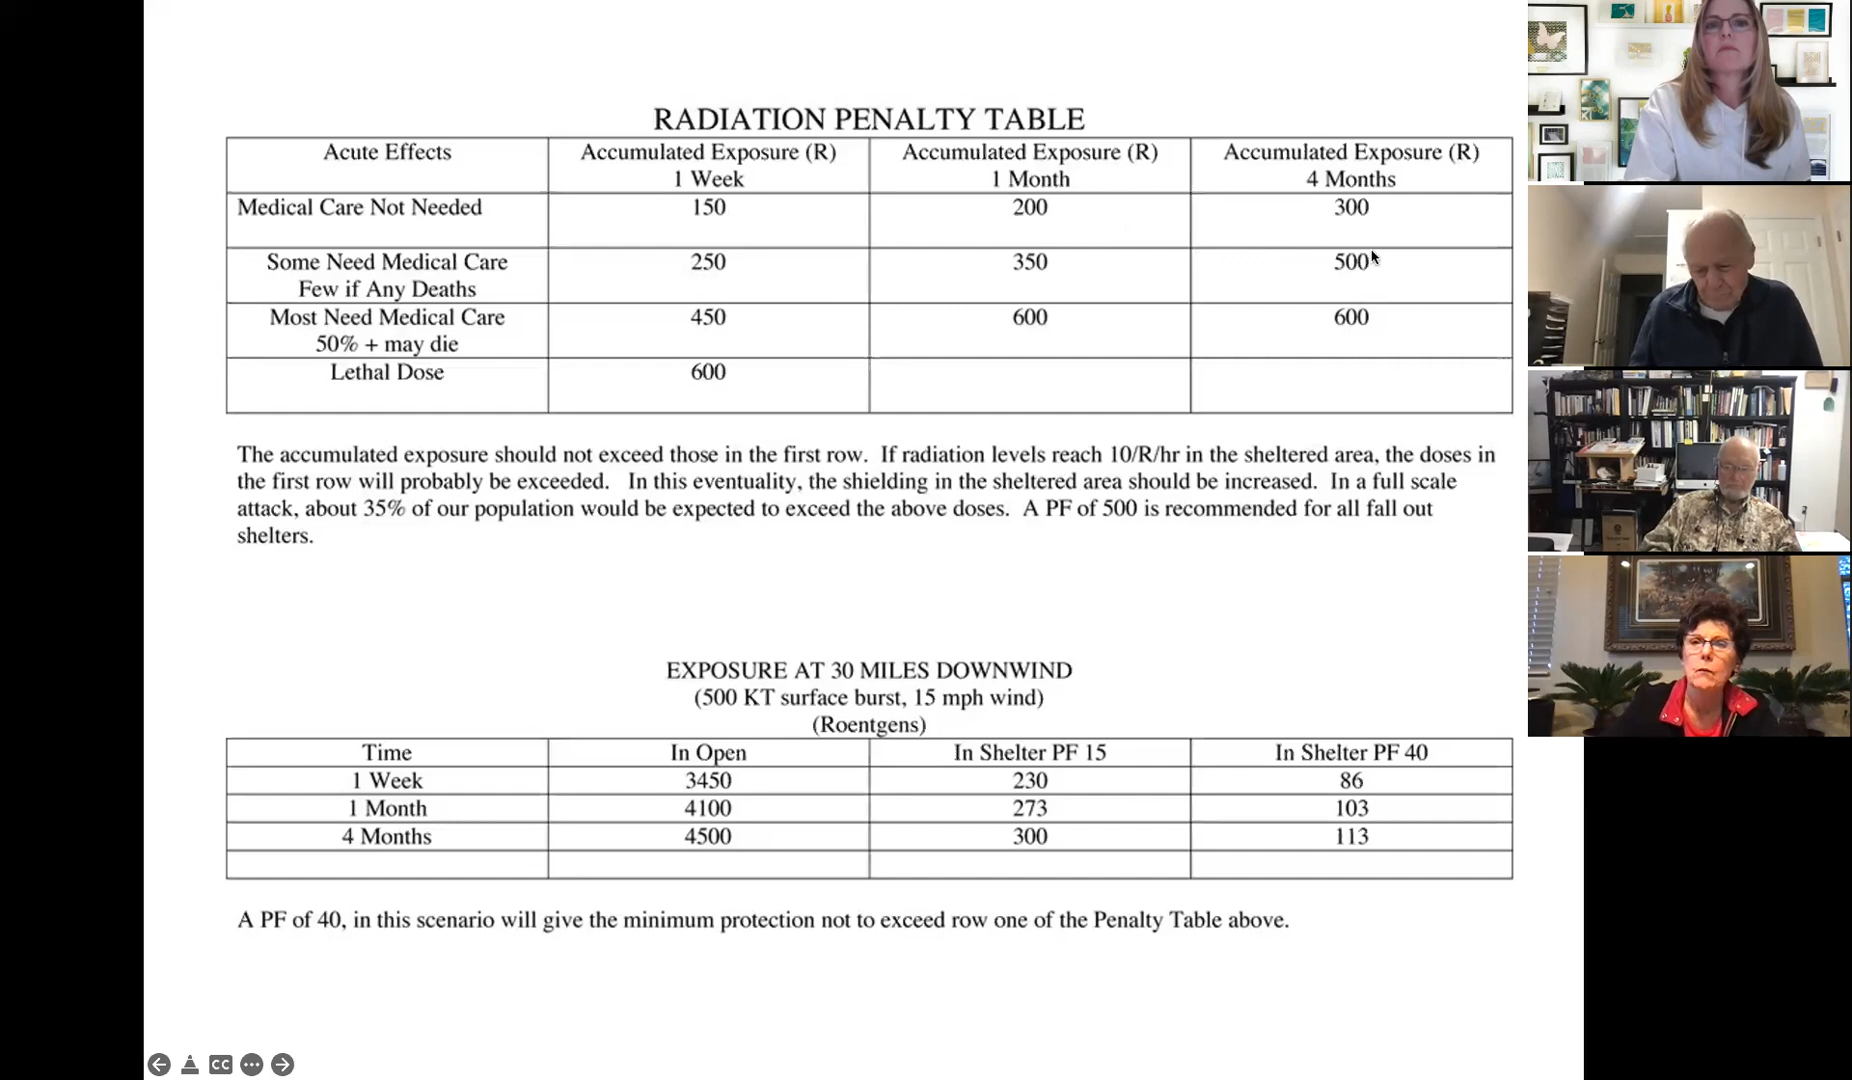 RADIATION PENALTY TABLE
Acute Effects Accumulated Exposure (R) 1 Week Accumulated Exposure (R) 1 Month Accumulated Exposure (R) 4 Months
Medical Care Not Needed 150 200 300
Some Need Medical Care Few if Any Deaths 250 350 500
Most Need Medical Care 50% + may die 450 600 600
Lethal Dose 600
The accumulated exposure should not exceed those in the first row. If radiation levels reach 10/R/hr in the sheltered area, the doses in
the first row will probably be exceeded. In this eventuality, the shielding in the sheltered area should be increased. In a full scale
attack, about 35% of our population would be expected to exceed the above doses. A PF of 500 is recommended for all fall out
shelters.
EXPOSURE AT 30 MILES DOWNWIND
(500 KT surface burst, 15 mph wind)
(Roentgens)
Time In Open In Shelter PF 15 In Shelter PF 40
1 Week 3450 230 86
1 Month 4100 273 103
4 Months 4500 300 113
A PF of 40, in this scenario will give the minimum protection not to exceed row one of the Penalty Table above.
CC